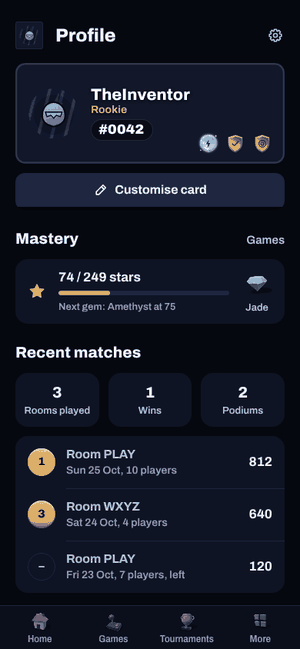 Profile
TheInventor
Rookie
#0042
Customise card
Mastery
Games
74 / 249 stars
Next gem: Amethyst at 75
Jade
Recent matches
3
Rooms played
1
Wins
2
Podiums
1
Room PLAY
Sun 25 Oct, 10 players
812
3
Room WXYZ
Sat 24 Oct, 4 players
640
–
Room PLAY
Fri 23 Oct, 7 players, left
120
Home
Games
Tournaments
More